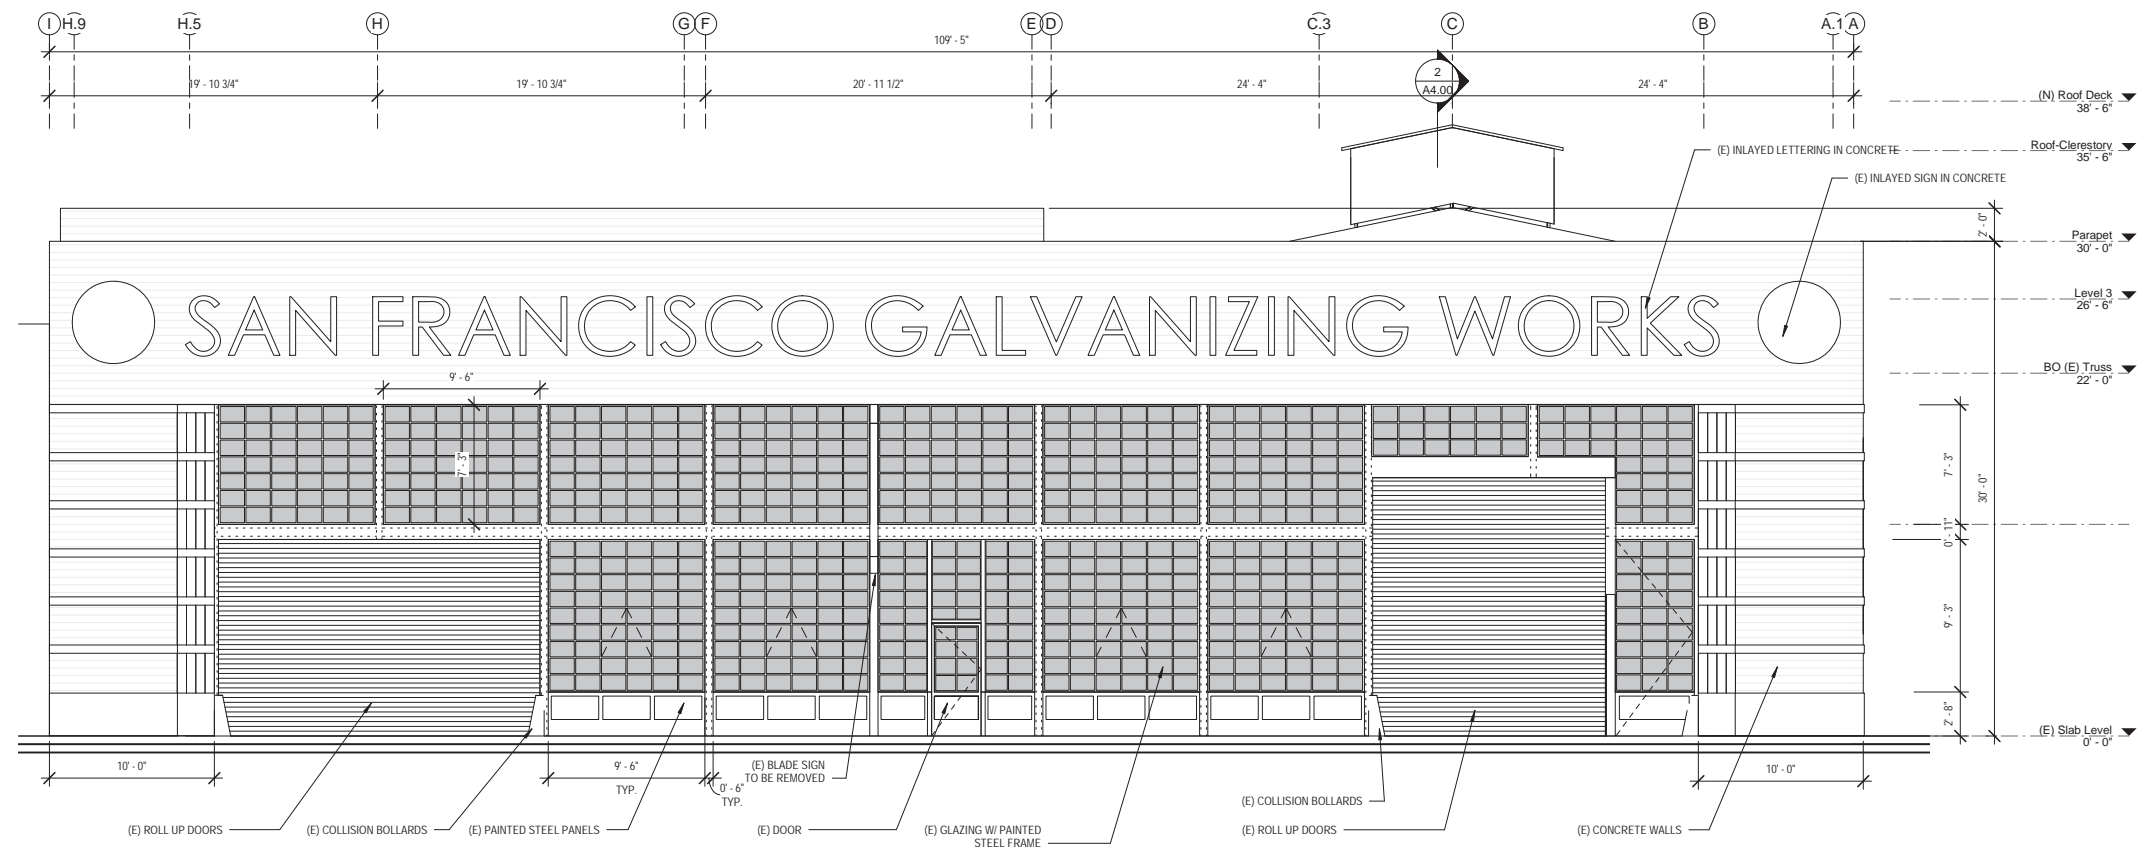 I H.9 H.5 H G F E D C.3 C B A.1 A
109' - 5"
19' - 10 3/4" 19' - 10 3/4" 20' - 11 1/2" 24' - 4" 24' - 4"
2
A4.00
(N) Roof Deck
38' - 6"
(E) INLAYED LETTERING IN CONCRETE
Roof-Clerestory
35' - 6"
(E) INLAYED SIGN IN CONCRETE
2' - 0"
Parapet
30' - 0"
Level 3
26' - 6"
SAN FRANCISCO GALVANIZING WORKS
BO (E) Truss
22' - 0"
9' - 6"
7' - 3"
7' - 3"
30' - 0"
0' - 11"
9' - 3"
2' - 8"
(E) Slab Level
0' - 0"
10' - 0"
9' - 6"
TYP.
0' - 6"
TYP.
(E) BLADE SIGN
TO BE REMOVED
10' - 0"
(E) COLLISION BOLLARDS
(E) ROLL UP DOORS
(E) COLLISION BOLLARDS
(E) PAINTED STEEL PANELS
(E) DOOR
(E) GLAZING W/ PAINTED
STEEL FRAME
(E) ROLL UP DOORS
(E) CONCRETE WALLS